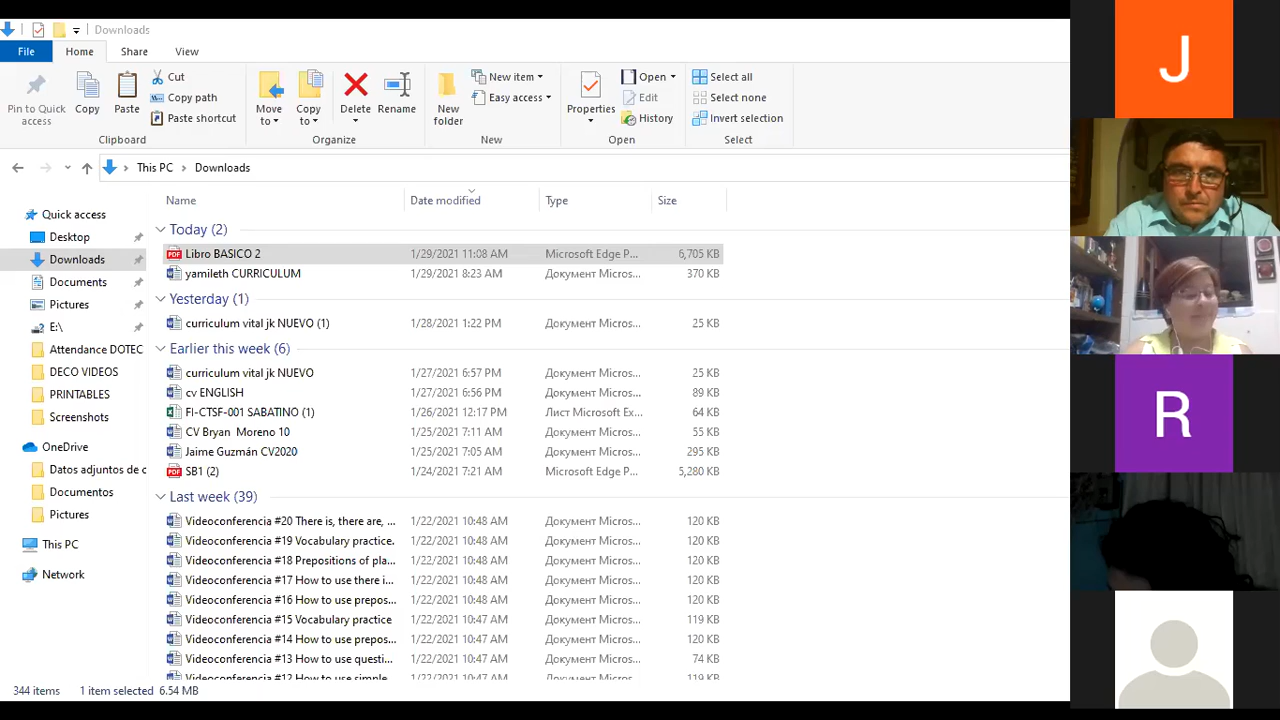 Downloads
File Home Share View
Pin to Quick access
Copy
Paste
Cut
Copy path
Paste shortcut
Clipboard
Move to
Copy to
Delete
Rename
Organize
New folder
New item
Easy access
New
Properties
Open
Edit
History
Open
Select all
Select none
Invert selection
Select
This PC > Downloads
Quick access
Desktop
Downloads
Documents
Pictures
E:\
Attendance DOTEC
DECO VIDEOS
PRINTABLES
Screenshots
OneDrive
Datos adjuntos de c
Documentos
Pictures
This PC
Network
Name Date modified Type Size
Today (2)
Libro BASICO 2 1/29/2021 11:08 AM Microsoft Edge P... 6,705 KB
yamileth CURRICULUM 1/29/2021 8:23 AM Документ Micros... 370 KB
Yesterday (1)
curriculum vital jk NUEVO (1) 1/28/2021 1:22 PM Документ Micros... 25 KB
Earlier this week (6)
curriculum vital jk NUEVO 1/27/2021 6:57 PM Документ Micros... 25 KB
cv ENGLISH 1/27/2021 6:56 PM Документ Micros... 89 KB
FI-CTSF-001 SABATINO (1) 1/26/2021 12:17 PM Лист Microsoft Ex... 64 KB
CV Bryan Moreno 10 1/25/2021 7:11 AM Документ Micros... 55 KB
Jaime Guzmán CV2020 1/25/2021 7:05 AM Документ Micros... 295 KB
SB1 (2) 1/24/2021 7:21 AM Microsoft Edge P... 5,280 KB
Last week (39)
Videoconferencia #20 There is, there are, ... 1/22/2021 10:48 AM Документ Micros... 120 KB
Videoconferencia #19 Vocabulary practice. 1/22/2021 10:48 AM Документ Micros... 120 KB
Videoconferencia #18 Prepositions of pla... 1/22/2021 10:48 AM Документ Micros... 120 KB
Videoconferencia #17 How to use there i... 1/22/2021 10:48 AM Документ Micros... 120 KB
Videoconferencia #16 How to use prepos... 1/22/2021 10:48 AM Документ Micros... 120 KB
Videoconferencia #15 Vocabulary practice 1/22/2021 10:47 AM Документ Micros... 119 KB
Videoconferencia #14 How to use prepos... 1/22/2021 10:47 AM Документ Micros... 120 KB
Videoconferencia #13 How to use questi... 1/22/2021 10:47 AM Документ Micros... 74 KB
Videoconferencia #12 How to use simple 1/22/2021 10:47 AM Документ Micros... 119 KB
344 items 1 item selected 6.54 MB
J
R